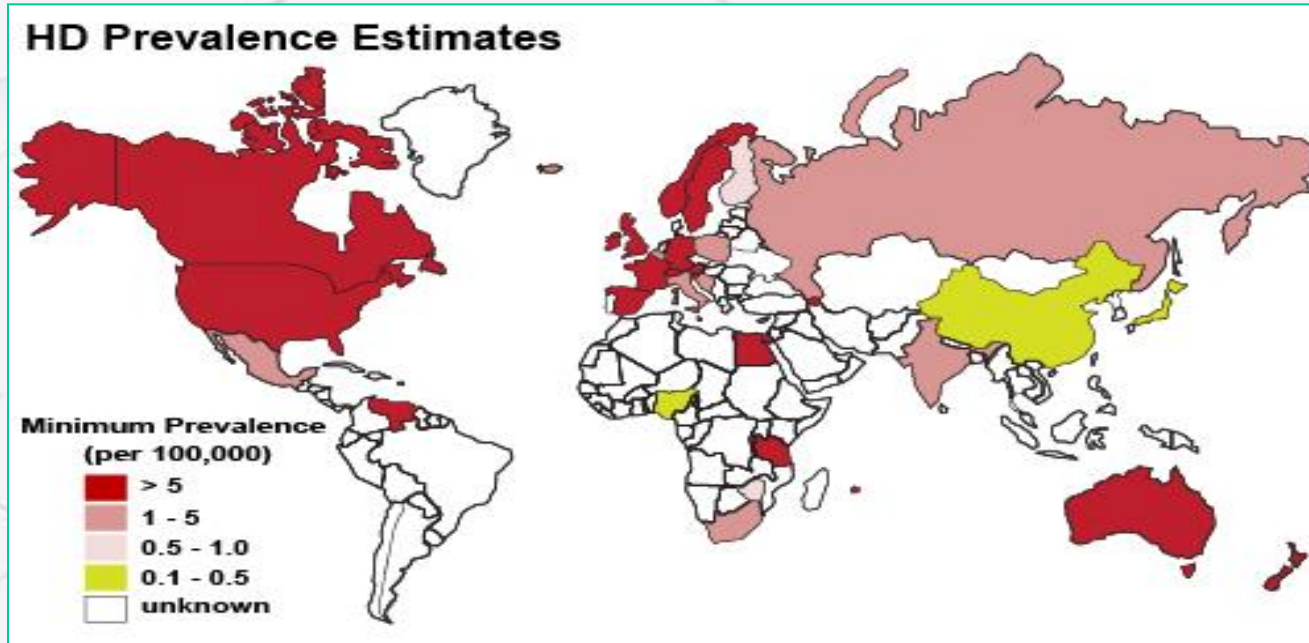 HD Prevalence Estimates
Minimum Prevalence
(per 100,000)
> 5
1 - 5
0.5 - 1.0
0.1 - 0.5
unknown